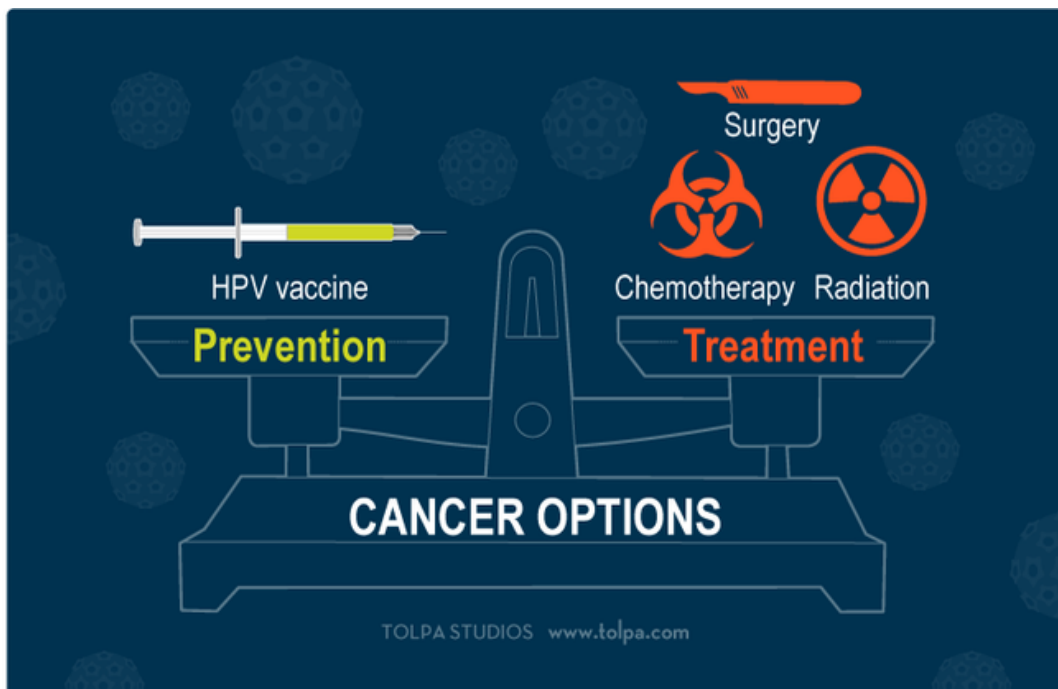 Surgery
HPV vaccine
Chemotherapy Radiation
Prevention
Treatment
CANCER OPTIONS
TOLPA STUDIOS www.tolpa.com